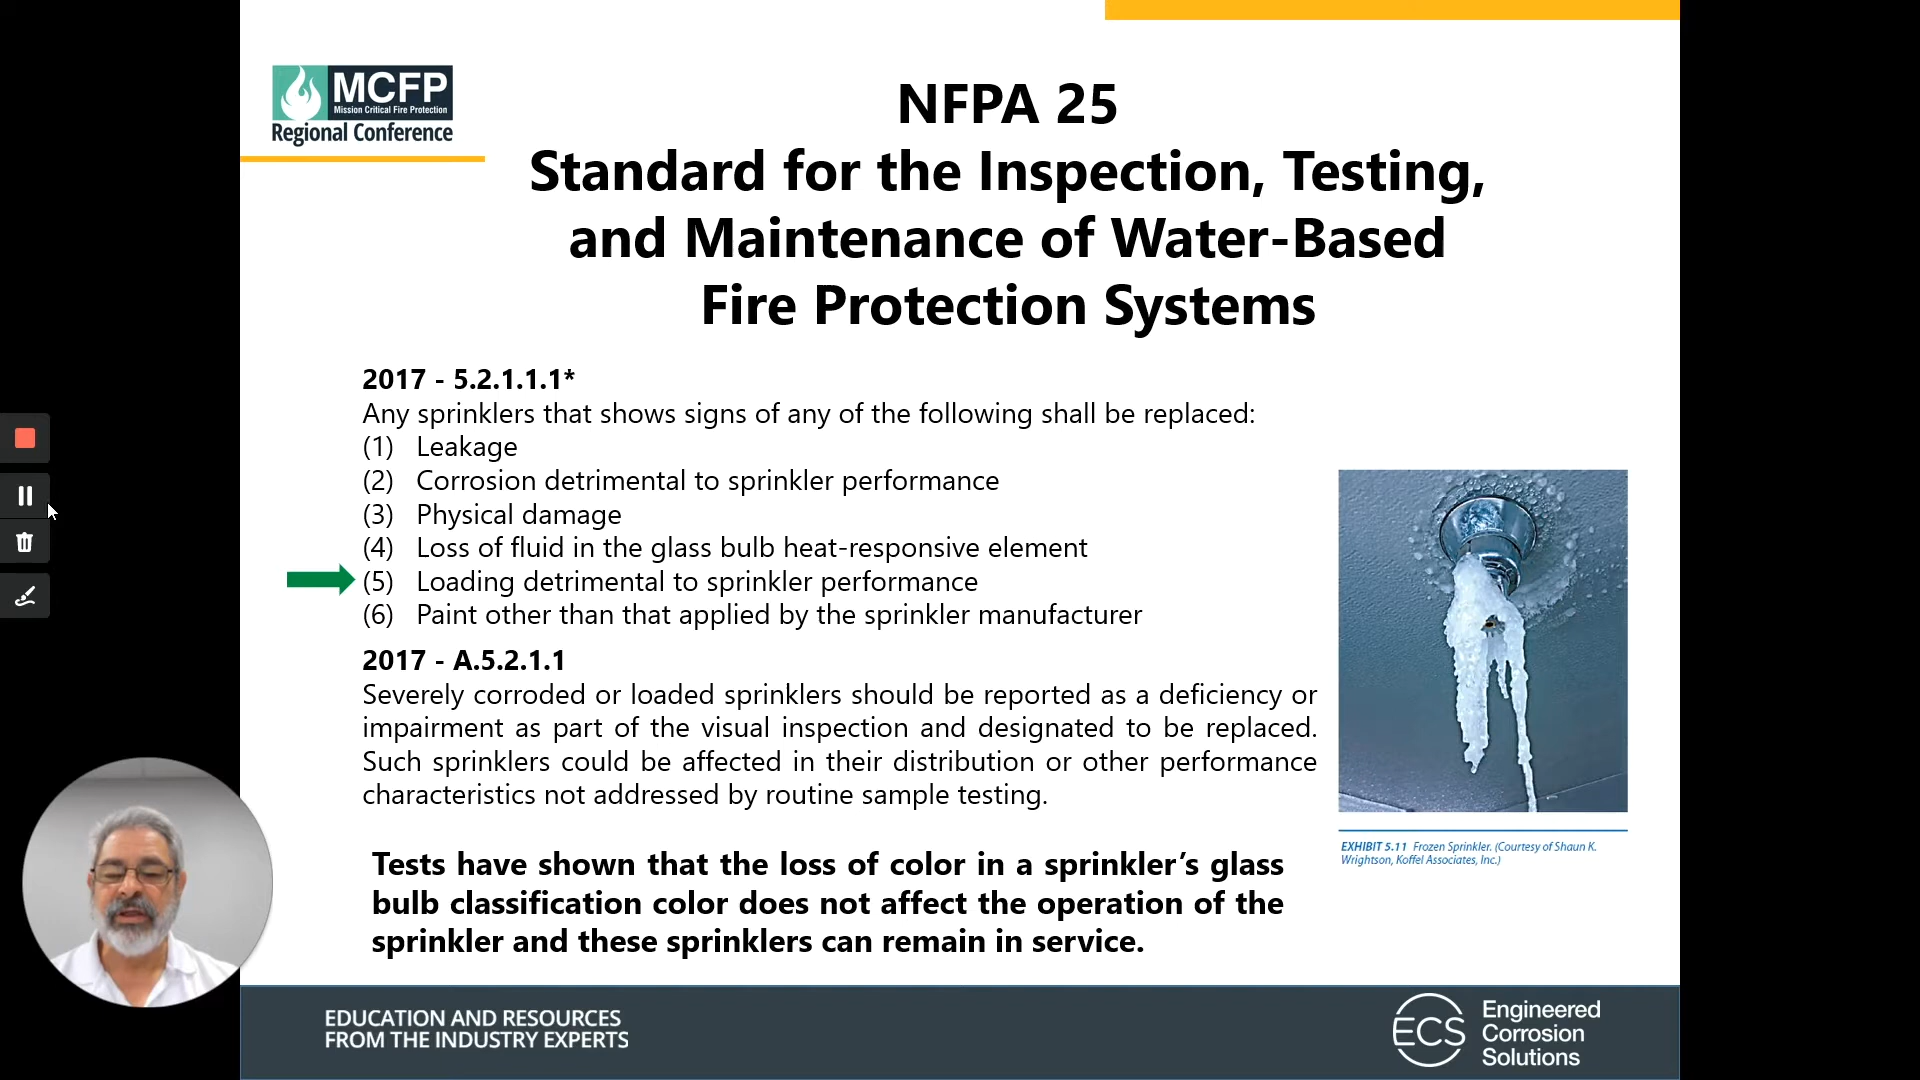 MCFP
Mission Critical Fire Protection
Regional Conference
NFPA 25
Standard for the Inspection, Testing,
and Maintenance of Water-Based
Fire Protection Systems
2017 - 5.2.1.1.1*
Any sprinklers that shows signs of any of the following shall be replaced:
(1) Leakage
(2) Corrosion detrimental to sprinkler performance
(3) Physical damage
(4) Loss of fluid in the glass bulb heat-responsive element
(5) Loading detrimental to sprinkler performance
(6) Paint other than that applied by the sprinkler manufacturer
2017 - A.5.2.1.1
Severely corroded or loaded sprinklers should be reported as a deficiency or
impairment as part of the visual inspection and designated to be replaced.
Such sprinklers could be affected in their distribution or other performance
characteristics not addressed by routine sample testing.
EXHIBIT 5.11 Frozen Sprinkler. (Courtesy of Shaun K.
Wrightson, Koffel Associates, Inc.)
Tests have shown that the loss of color in a sprinkler’s glass
bulb classification color does not affect the operation of the
sprinkler and these sprinklers can remain in service.
EDUCATION AND RESOURCES
FROM THE INDUSTRY EXPERTS
ECS
Engineered
Corrosion
Solutions